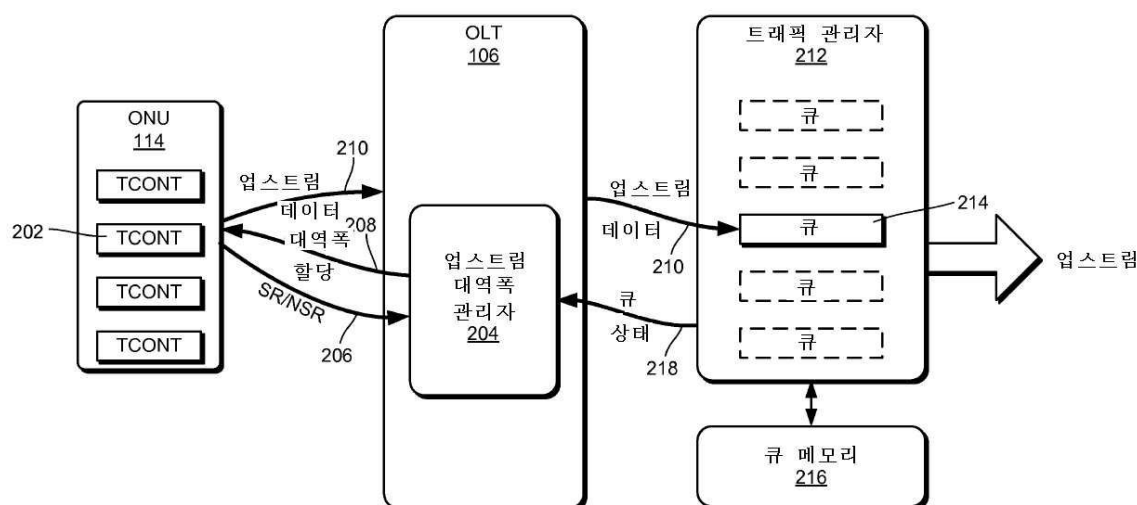 ONU
114
TCONT
TCONT
TCONT
TCONT
202
업스트림
210
데이터
대역폭
208
할당
SR/NSR
206
OLT
106
업스트림
대역폭
관리자
204
업스트림
데이터
210
큐
상태
218
트래픽 관리자
212
큐
큐
큐
214
큐
큐
업스트림
큐 메모리
216